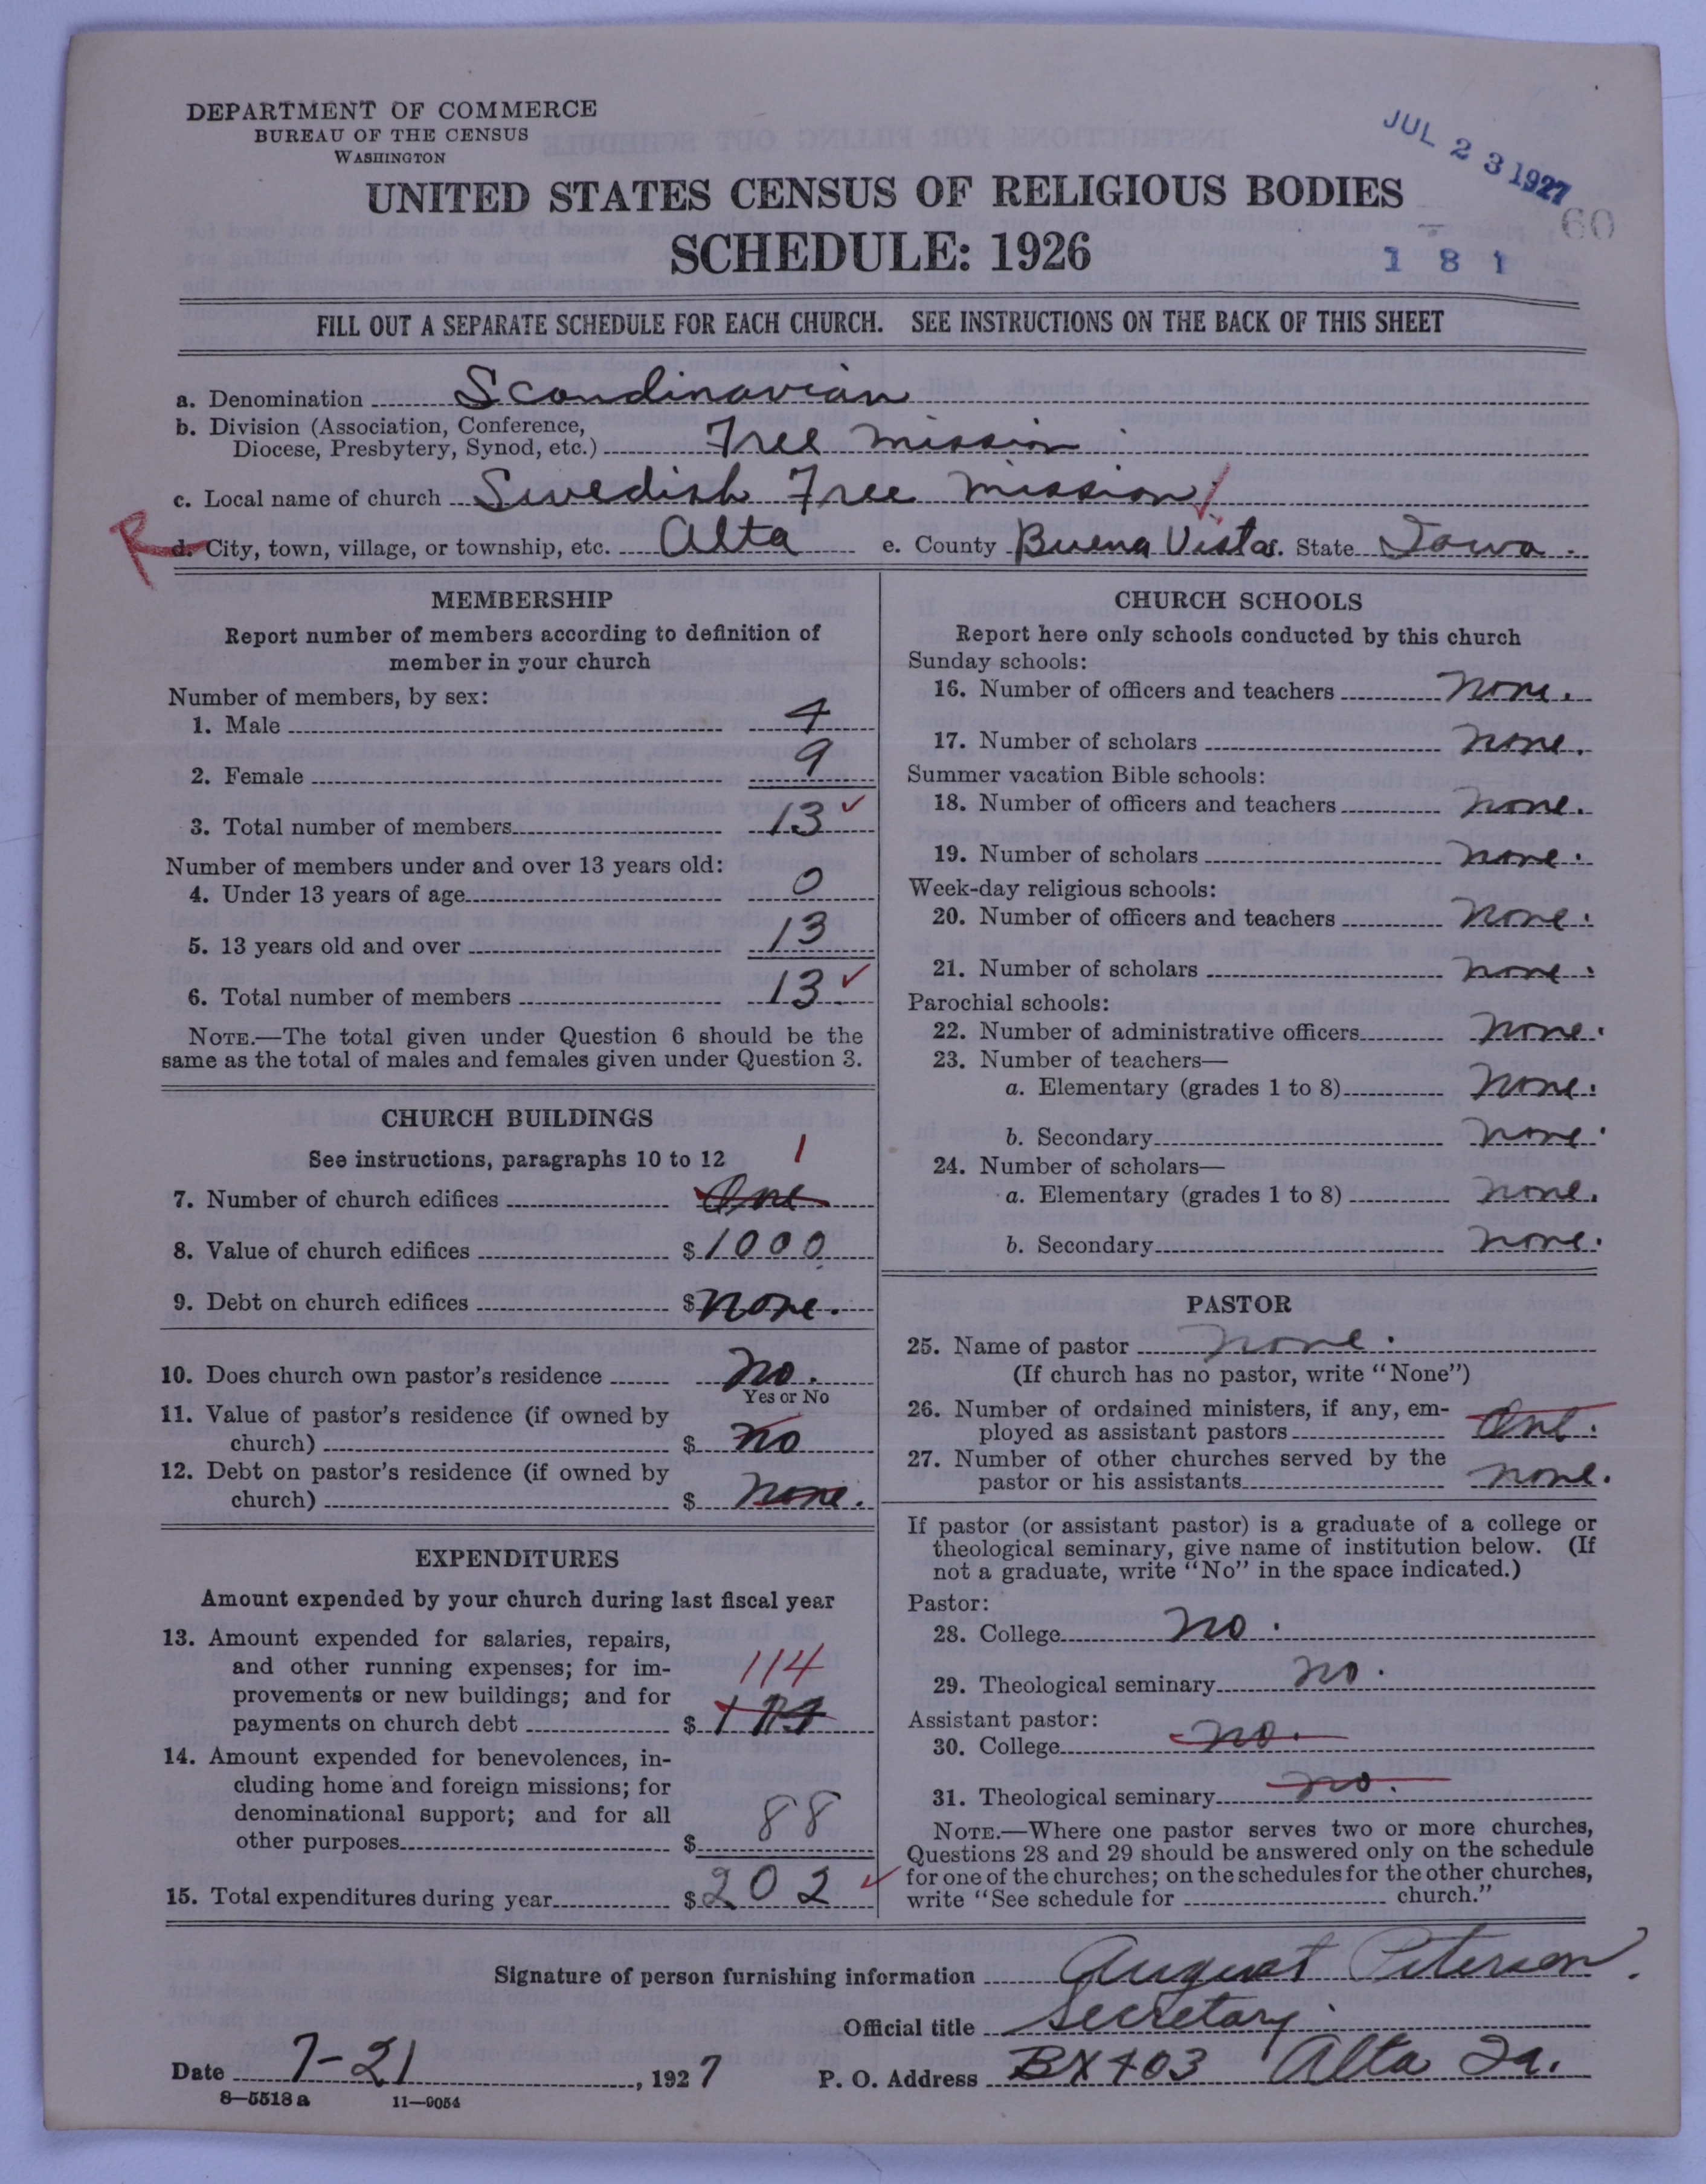 DEPARTMENT OF COMMERCE
BUREAU OF THE CENSUS
WASHINGTON
JUL 23 1927
60
UNITED STATES CENSUS OF RELIGIOUS BODIES
SCHEDULE: 1926
1 8 1
FILL OUT A SEPARATE SCHEDULE FOR EACH CHURCH. SEE INSTRUCTIONS ON THE BACK OF THIS SHEET
a. Denomination Scandinavian
b. Division (Association, Conference,
Diocese, Presbytery, Synod, etc.) Free mission
c. Local name of church Swedish Free mission
R
d. City, town, village, or township, etc. Alta e. County Buena Vista. State Iowa.
MEMBERSHIP
Report number of members according to definition of
member in your church
Number of members, by sex:
1. Male 4
2. Female 9
3. Total number of members 13 ✓
Number of members under and over 13 years old:
4. Under 13 years of age 0
5. 13 years old and over 13
6. Total number of members 13. ✓
NOTE.—The total given under Question 6 should be the
same as the total of males and females given under Question 3.
CHURCH BUILDINGS
See instructions, paragraphs 10 to 12 1
7. Number of church edifices One
8. Value of church edifices $1000
9. Debt on church edifices $none.
10. Does church own pastor's residence no.
Yes or No
11. Value of pastor's residence (if owned by
church) $ no
12. Debt on pastor's residence (if owned by
church) $ none.
EXPENDITURES
Amount expended by your church during last fiscal year
13. Amount expended for salaries, repairs,
and other running expenses; for im-
114
provements or new buildings; and for
payments on church debt $
14. Amount expended for benevolences, in-
cluding home and foreign missions; for
denominational support; and for all
other purposes $ 88
15. Total expenditures during year $202 ✓
CHURCH SCHOOLS
Report here only schools conducted by this church
Sunday schools:
16. Number of officers and teachers none.
17. Number of scholars none.
Summer vacation Bible schools:
18. Number of officers and teachers none.
19. Number of scholars none.
Week-day religious schools:
20. Number of officers and teachers none.
21. Number of scholars none.
Parochial schools:
22. Number of administrative officers none.
23. Number of teachers—
a. Elementary (grades 1 to 8) none.
b. Secondary none.
24. Number of scholars—
a. Elementary (grades 1 to 8) none.
b. Secondary none.
PASTOR
25. Name of pastor none.
(If church has no pastor, write "None")
26. Number of ordained ministers, if any, em-
ployed as assistant pastors One.
27. Number of other churches served by the
pastor or his assistants none.
If pastor (or assistant pastor) is a graduate of a college or
theological seminary, give name of institution below. (If
not a graduate, write "No" in the space indicated.)
Pastor:
28. College no.
29. Theological seminary no.
Assistant pastor:
30. College no.
31. Theological seminary no.
NOTE.—Where one pastor serves two or more churches,
Questions 28 and 29 should be answered only on the schedule
for one of the churches; on the schedules for the other churches,
write "See schedule for church."
Signature of person furnishing information August Peterson.
Official title Secretary.
Date 7-21, 1927 P. O. Address BX 403 Alta Ia.
8—5518 a 11—9054